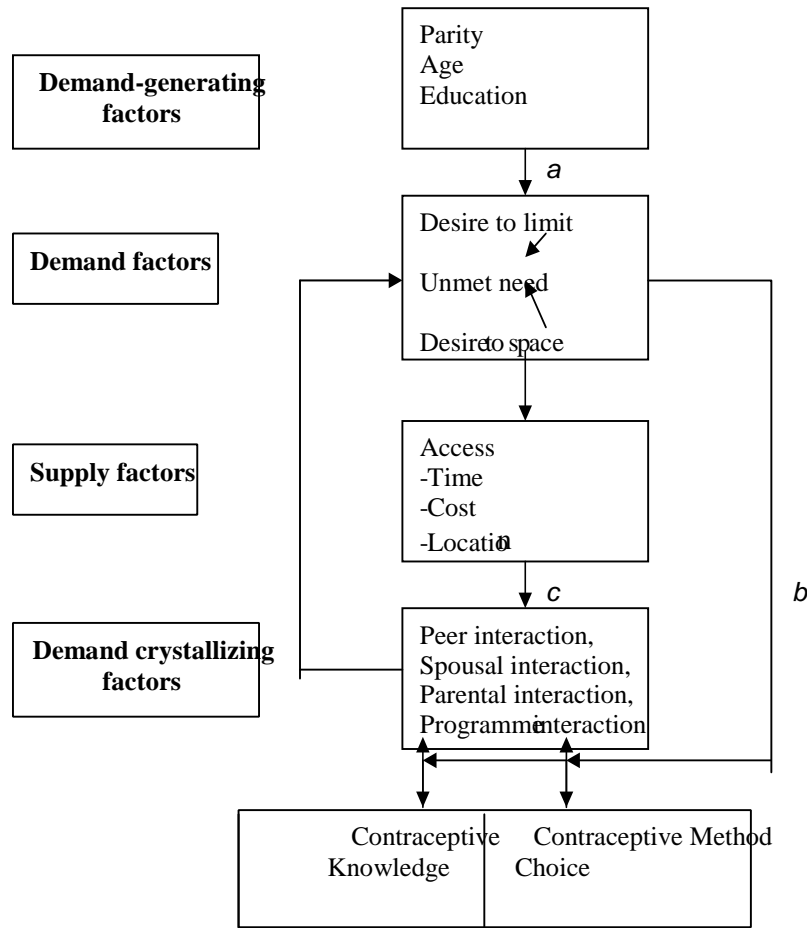 Parity
Age
Education
Demand-generating
factors
a
Desire to limit
Demand factors
Unmet need
Desire to space
Access
-Time
-Cost
-Location
Supply factors
c
b
Peer interaction,
Spousal interaction,
Parental interaction,
Programme interaction
Demand crystallizing
factors
Contraceptive
Knowledge
Contraceptive Method
Choice